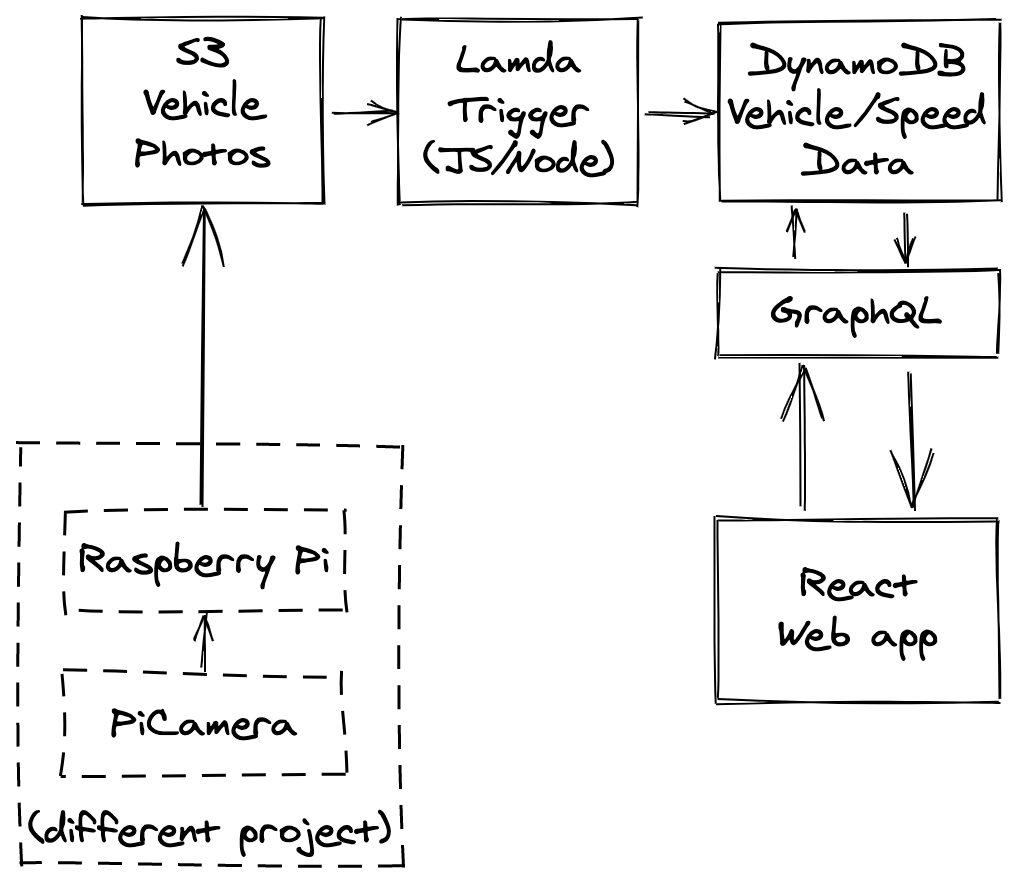 S3
Vehicle
Photos
Lamda
Trigger
(JS/Node)
DynamoDB
Vehicle/Speed
Data
GraphQL
React
Web app
Raspberry Pi
PiCamera
(different project)